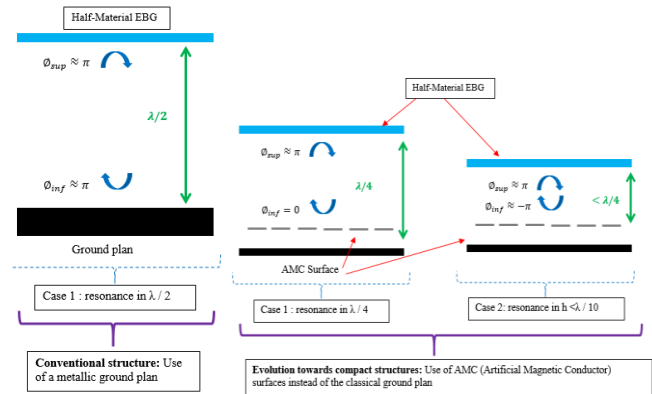 Half-Material EBG
∅sup ≈ π
λ/2
∅inf ≈ π
Ground plan
Case 1 : resonance in λ / 2
Conventional structure: Use
of a metallic ground plan
Half-Material EBG
∅sup ≈ π
λ/4
∅inf = 0
AMC Surface
Case 1 : resonance in λ / 4
∅sup ≈ π
∅inf ≈ −π
< λ/4
Case 2: resonance in h <λ / 10
Evolution towards compact structures: Use of AMC (Artificial Magnetic Conductor)
surfaces instead of the classical ground plan